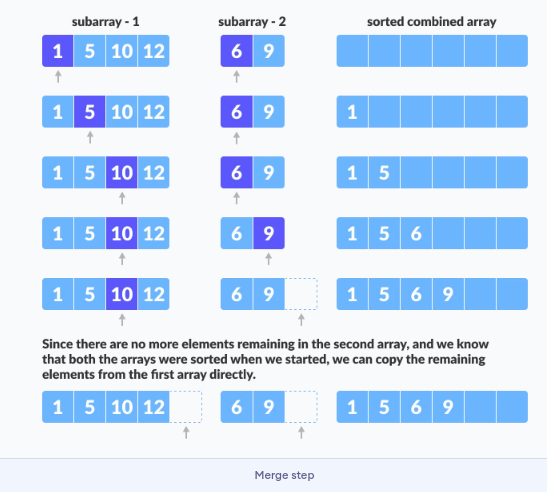 subarray - 1 subarray - 2 sorted combined array
1 5 10 12 6 9
1 5 10 12 6 9 1
1 5 10 12 6 9 1 5
1 5 10 12 6 9 1 5 6
1 5 10 12 6 9 1 5 6 9
Since there are no more elements remaining in the second array, and we know
that both the arrays were sorted when we started, we can copy the remaining
elements from the first array directly.
1 5 10 12 6 9 1 5 6 9
Merge step